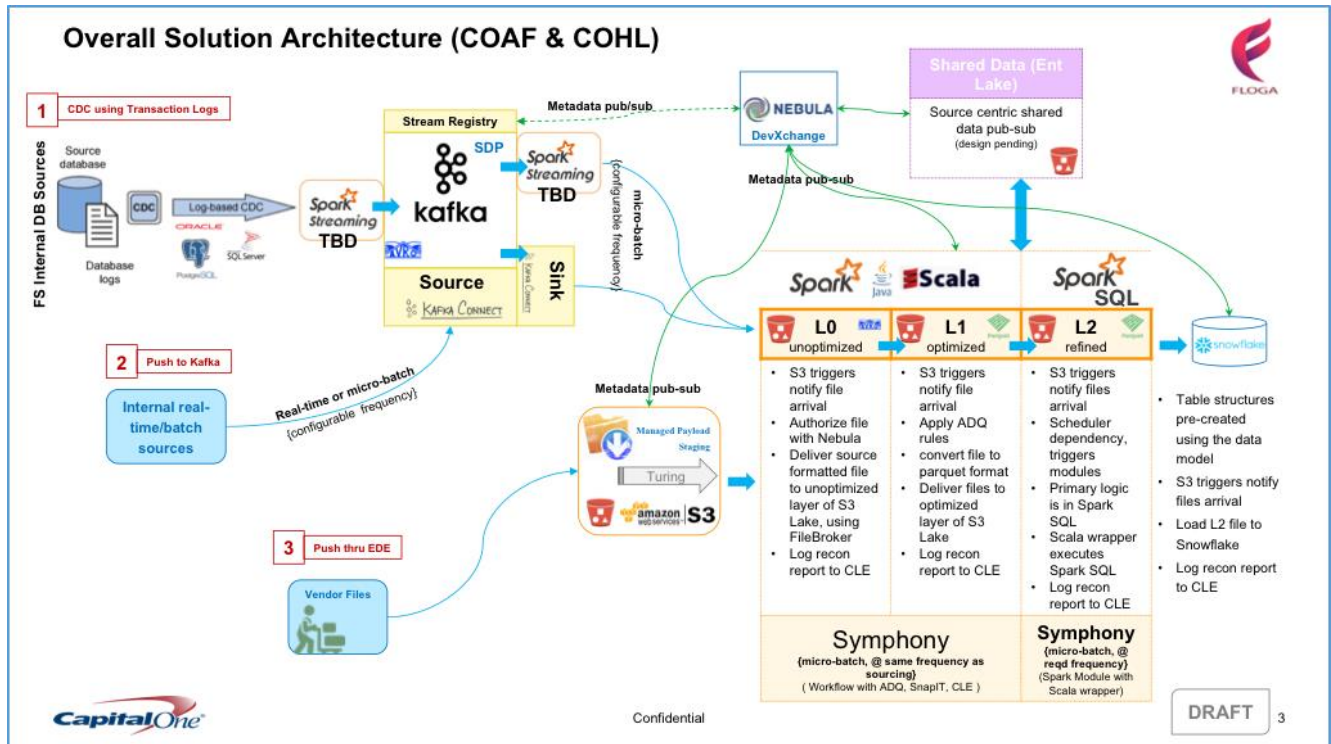 Overall Solution Architecture (COAF & COHL)
FLOGA
1
CDC using Transaction Logs
FS Internal DB Sources
Source
database
CDC
Log-based CDC
ORACLE
PostgreSQL
SQL Server
Database
logs
Spark
Streaming
TBD
Stream Registry
SDP
kafka
AVRO
Source
KAFKA CONNECT
Spark
Streaming
TBD
Sink
KAFKA CONNECT
Metadata pub/sub
NEBULA
DevXchange
Shared Data (Ent
Lake)
Source centric shared
data pub-sub
(design pending)
Metadata pub-sub
micro-batch
{configurable frequency}
2
Push to Kafka
Internal real-
time/batch
sources
Real-time or micro-batch
{configurable frequency}
3
Push thru EDE
Vendor Files
Metadata pub-sub
Managed Payload
Staging
Turing
amazon
web services
S3
Spark
Java
Scala
Spark
SQL
L0
unoptimized
L1
optimized
L2
refined
snowflake
• S3 triggers
notify file
arrival
• Authorize file
with Nebula
• Deliver source
formatted file
to unoptimized
layer of S3
Lake, using
FileBroker
• Log recon
report to CLE
• S3 triggers
notify file
arrival
• Apply ADQ
rules
• convert file to
parquet format
• Deliver files to
optimized
layer of S3
Lake
• Log recon
report to CLE
• S3 triggers
notify files
arrival
• Scheduler
dependency,
triggers
modules
• Primary logic
is in Spark
SQL
• Scala wrapper
executes
Spark SQL
• Log recon
report to CLE
• Table structures
pre-created
using the data
model
• S3 triggers notify
files arrival
• Load L2 file to
Snowflake
• Log recon report
to CLE
Symphony
{micro-batch, @ same frequency as
sourcing}
( Workflow with ADQ, SnapIT, CLE )
Symphony
{micro-batch, @
reqd frequency}
(Spark Module with
Scala wrapper)
Capital One
Confidential
DRAFT
3